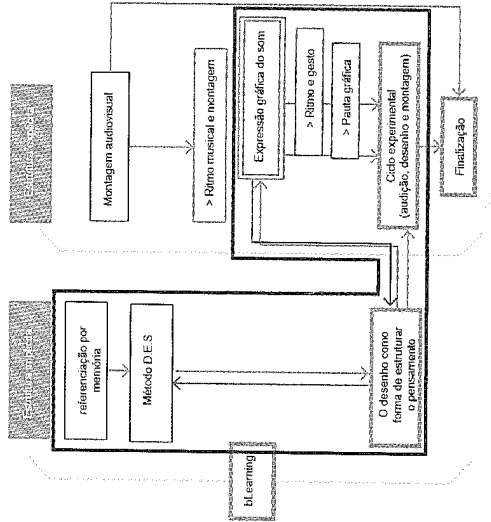 referenciação por
memória
Método D.E.S
O desenho como
forma de estruturar
o pensamento
bLearning
Montagem audiovisual
> Ritmo musical e montagem
Expressão gráfica do som
> Ritmo e gesto
> Pauta gráfica
Ciclo experimental
(audição, desenho e montagem)
Finalização